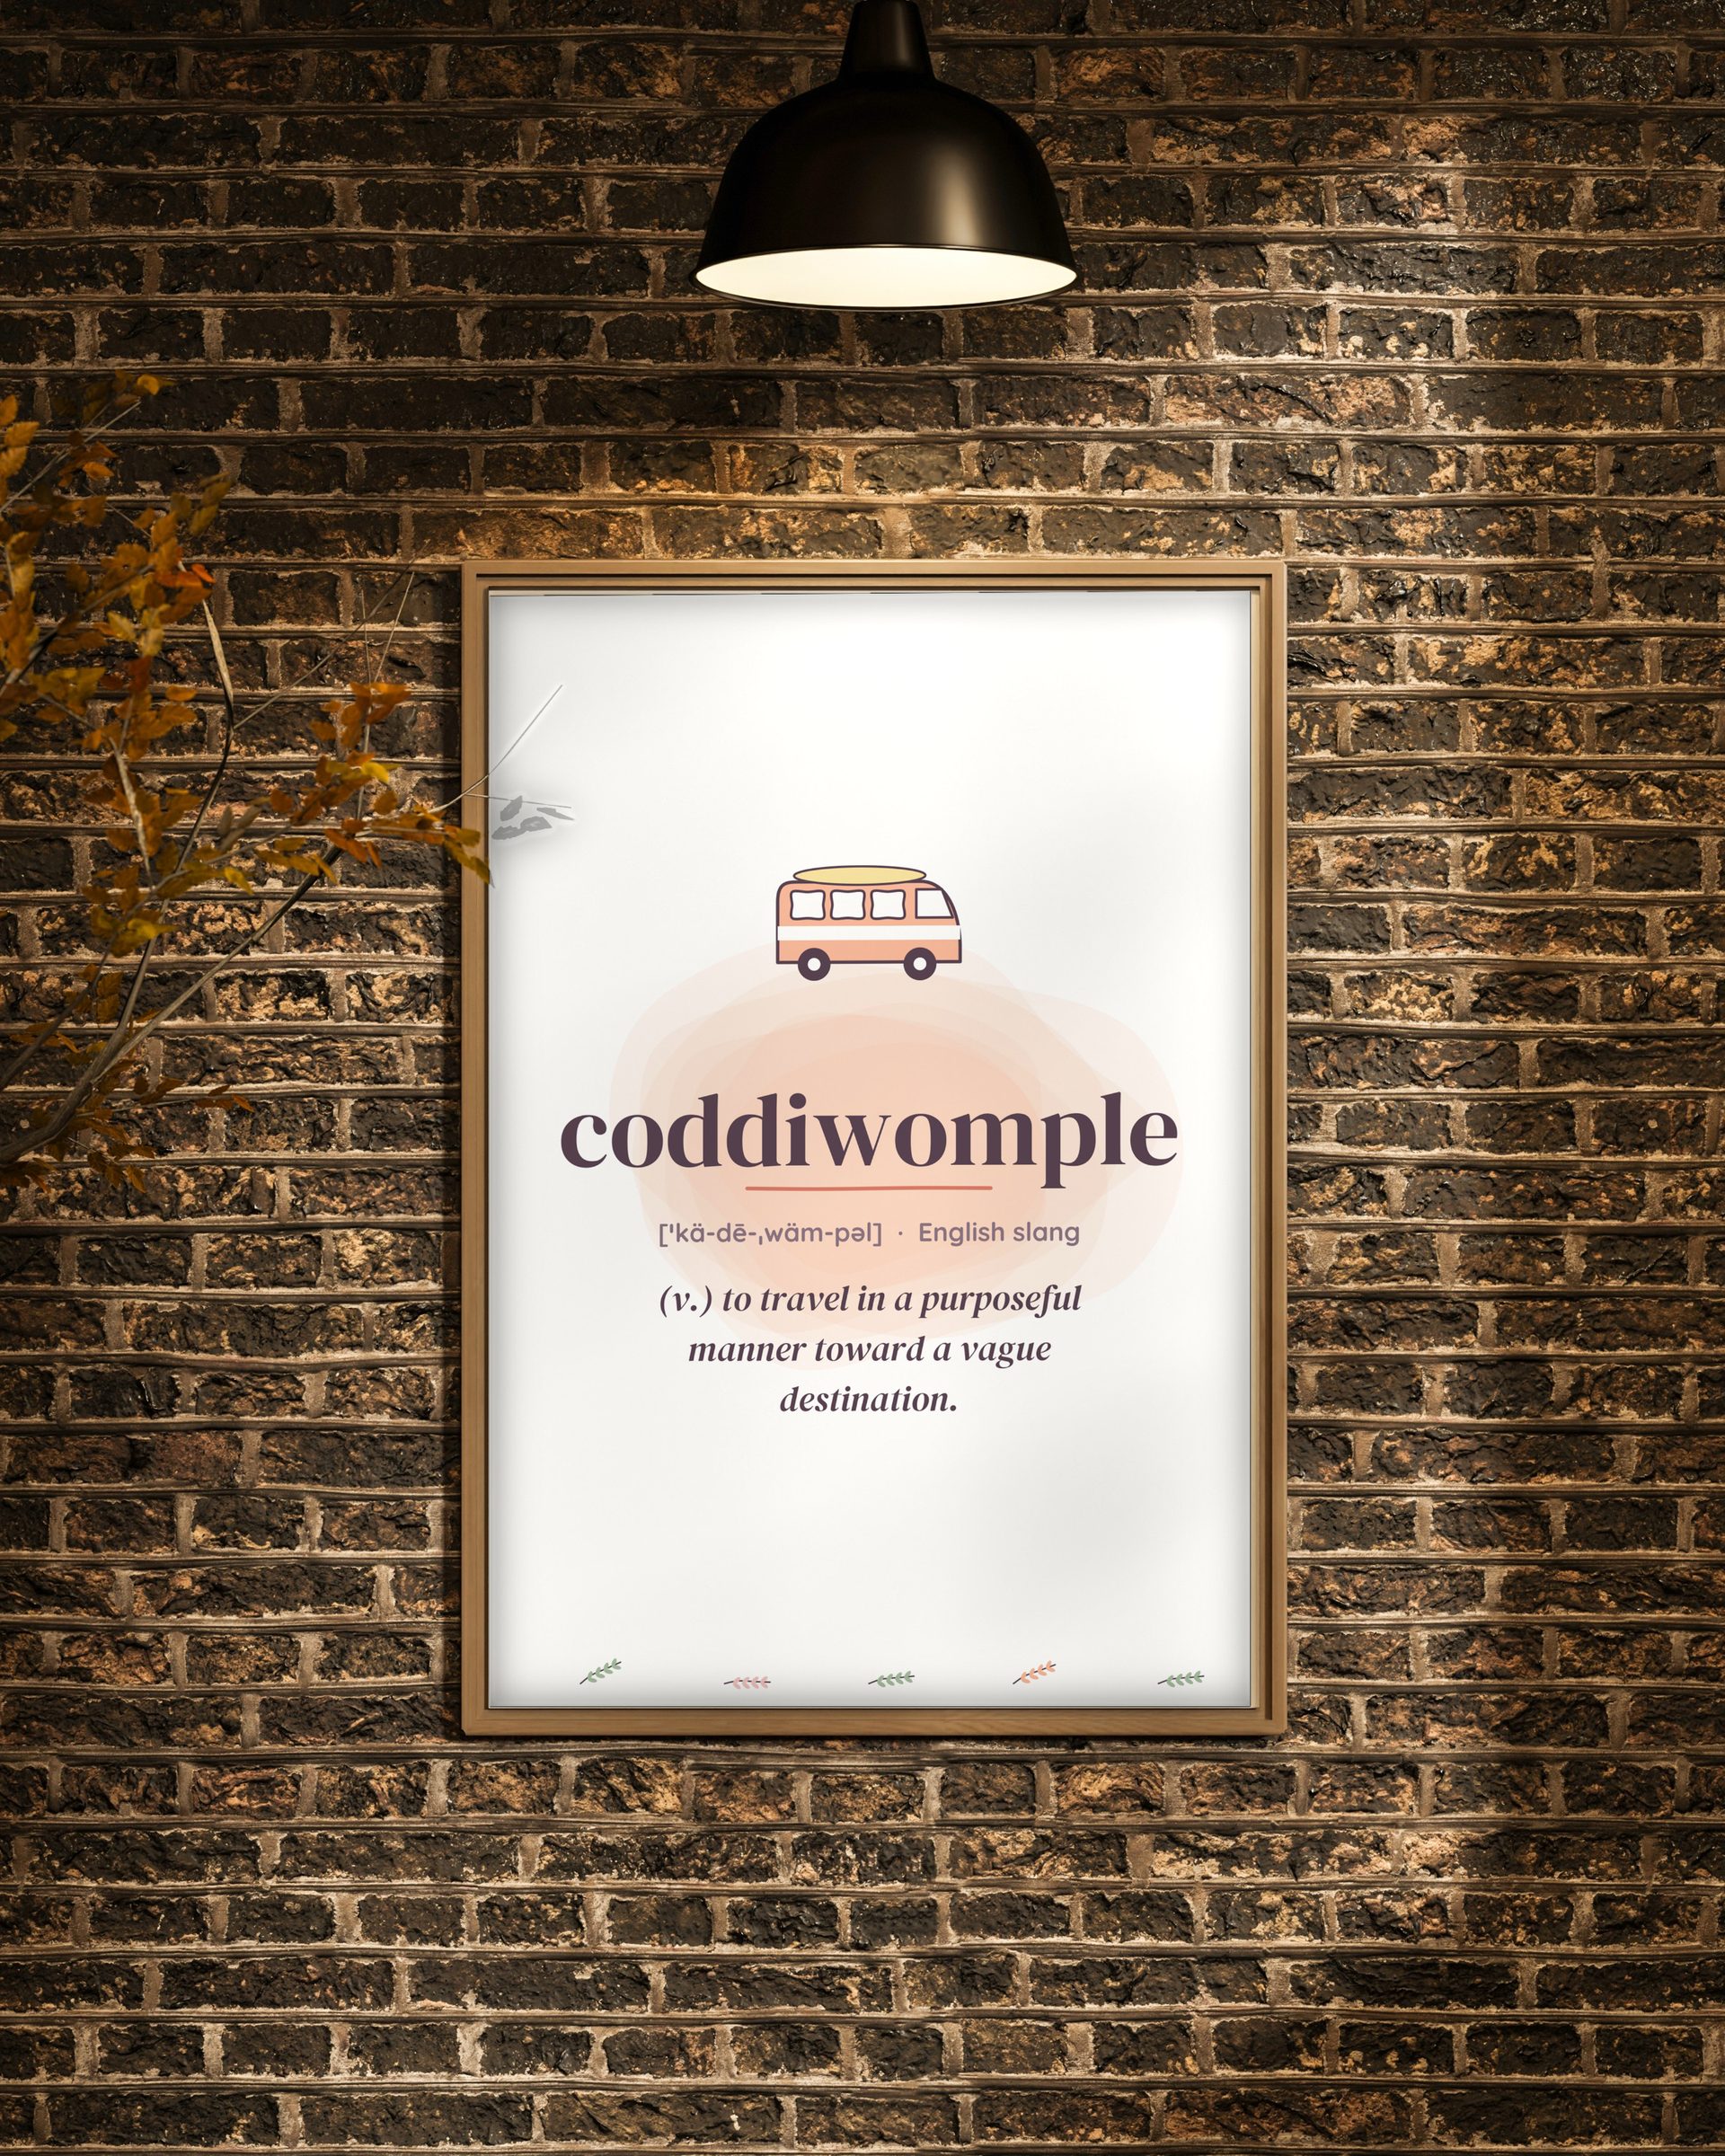 coddiwomple
[ˈkä-dē-ˌwäm-pəl] · English slang
(v.) to travel in a purposeful
manner toward a vague
destination.